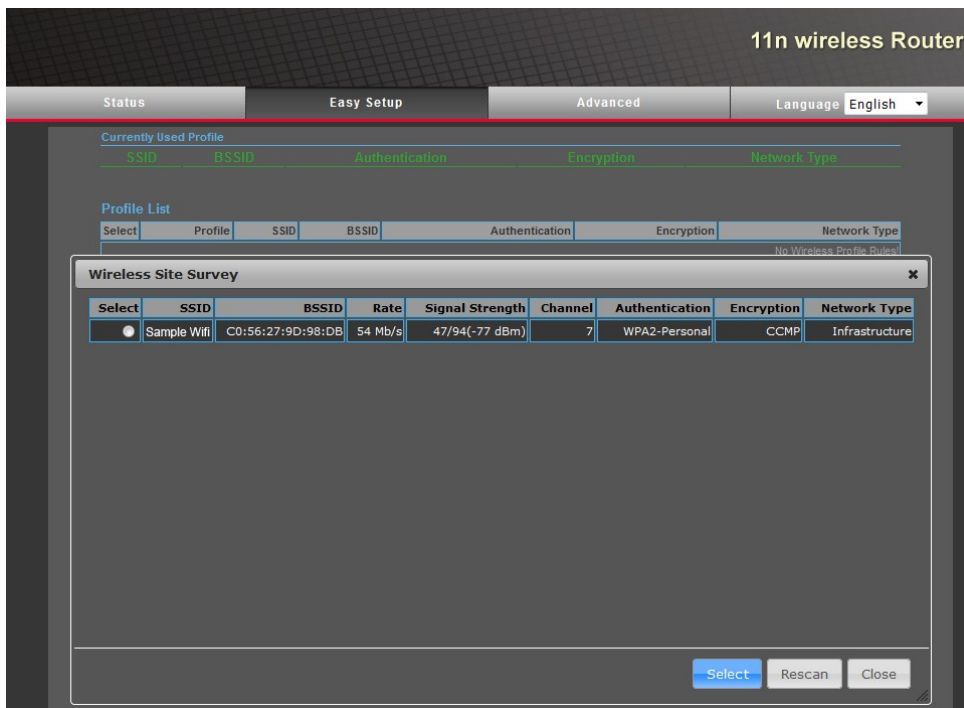 11n wireless Router
Status Easy Setup Advanced Language English
Currently Used Profile
SSID BSSID Authentication Encryption Network Type
Profile List
Select Profile SSID BSSID Authentication Encryption Network Type
No Wireless Profile Rules!
Wireless Site Survey
Select SSID BSSID Rate Signal Strength Channel Authentication Encryption Network Type
Sample Wifi C0:56:27:9D:98:DB 54 Mb/s 47/94(-77 dBm) 7 WPA2-Personal CCMP Infrastructure
Select Rescan Close